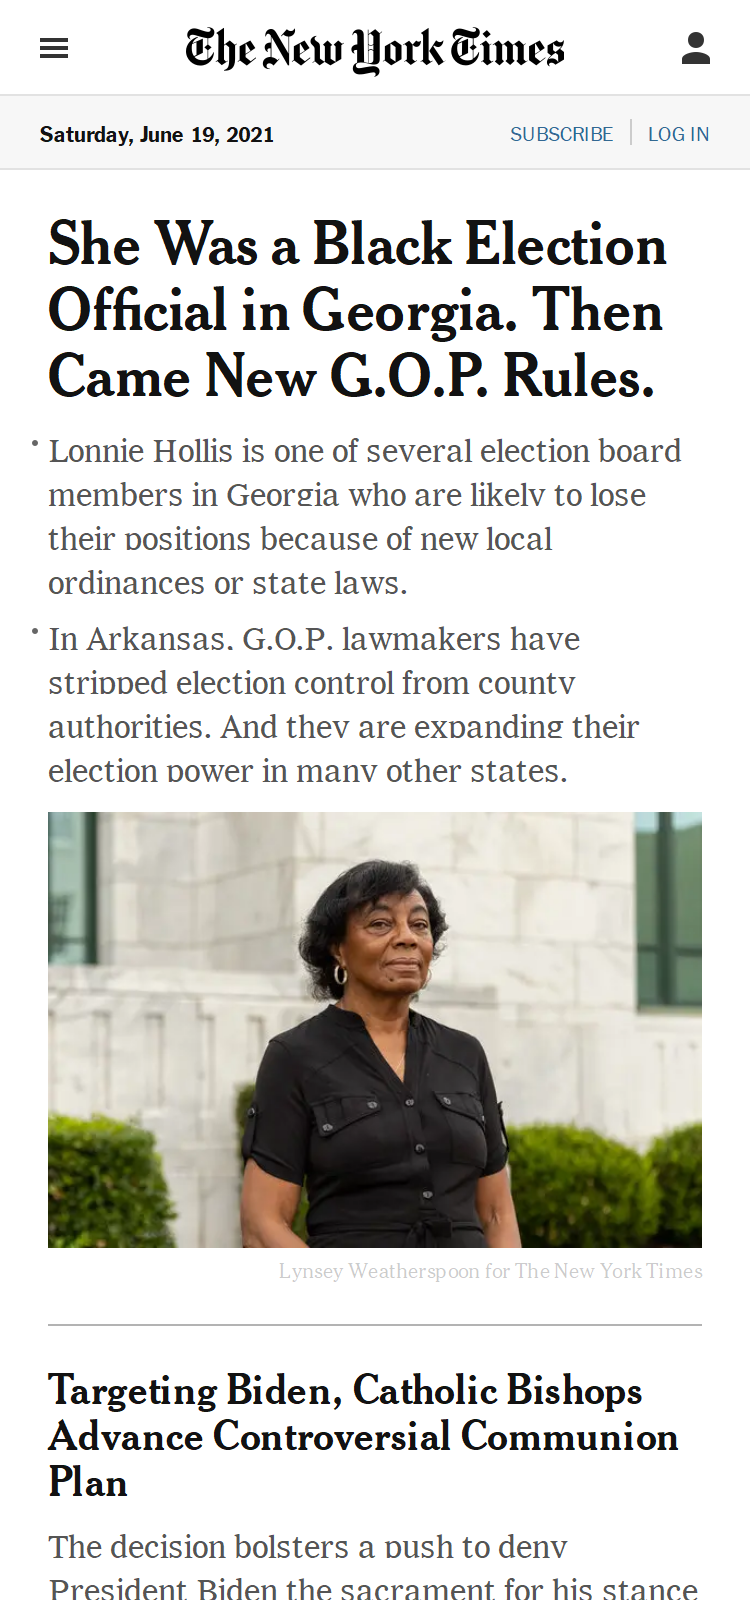 The New York Times
Saturday, June 19, 2021
SUBSCRIBE
LOG IN
She Was a Black Election
Official in Georgia. Then
Came New G.O.P. Rules.
• Lonnie Hollis is one of several election board
members in Georgia who are likely to lose
their positions because of new local
ordinances or state laws.
• In Arkansas, G.O.P. lawmakers have
stripped election control from county
authorities. And they are expanding their
election power in many other states.
Lynsey Weatherspoon for The New York Times
Targeting Biden, Catholic Bishops
Advance Controversial Communion
Plan
The decision bolsters a push to deny
President Biden the sacrament for his stance